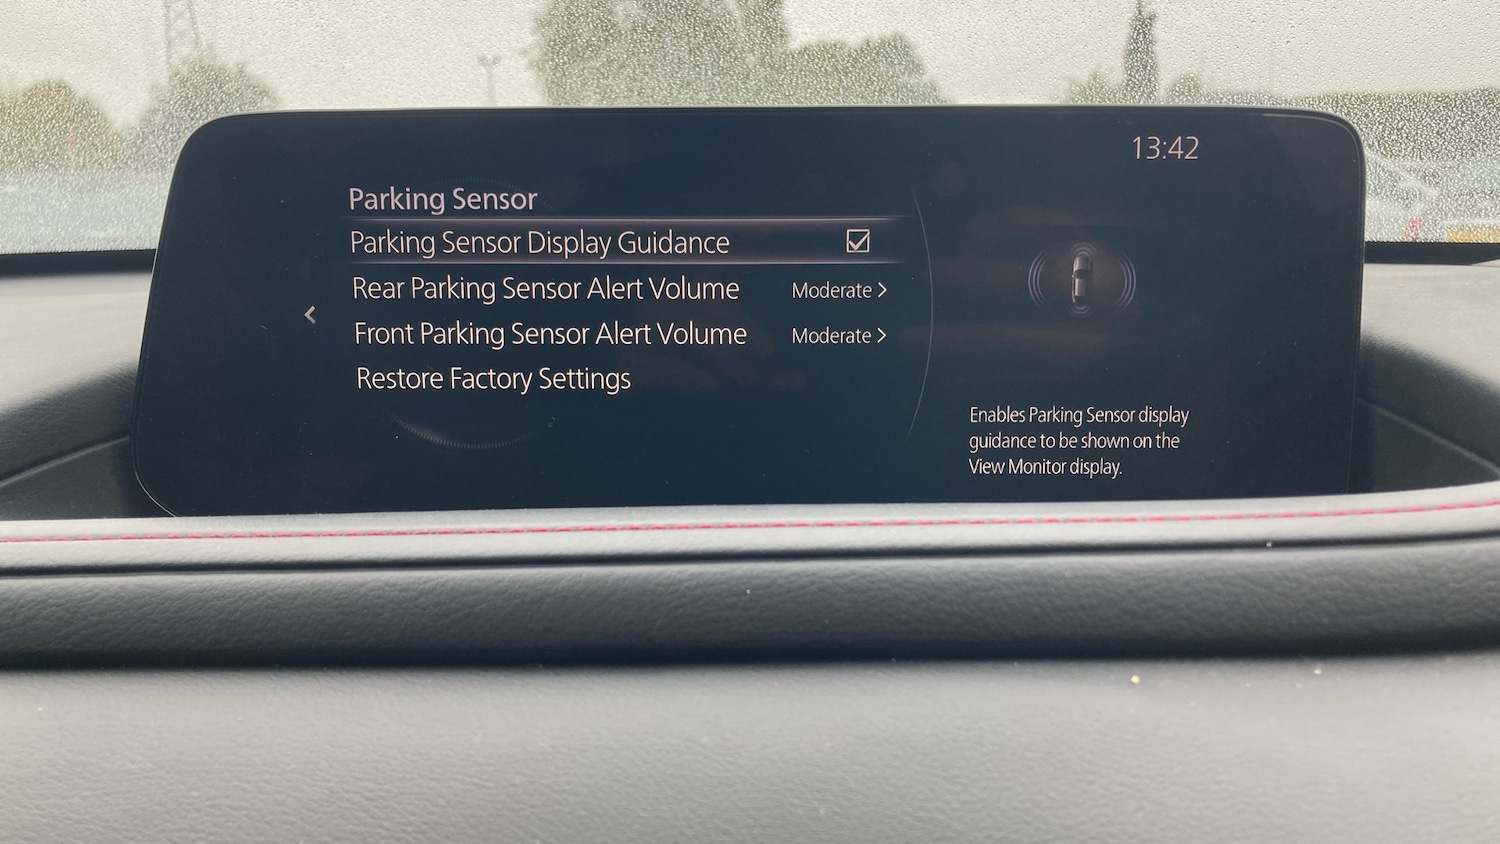 13:42
Parking Sensor
Parking Sensor Display Guidance
Rear Parking Sensor Alert Volume Moderate >
Front Parking Sensor Alert Volume Moderate >
Restore Factory Settings
Enables Parking Sensor display
guidance to be shown on the
View Monitor display.